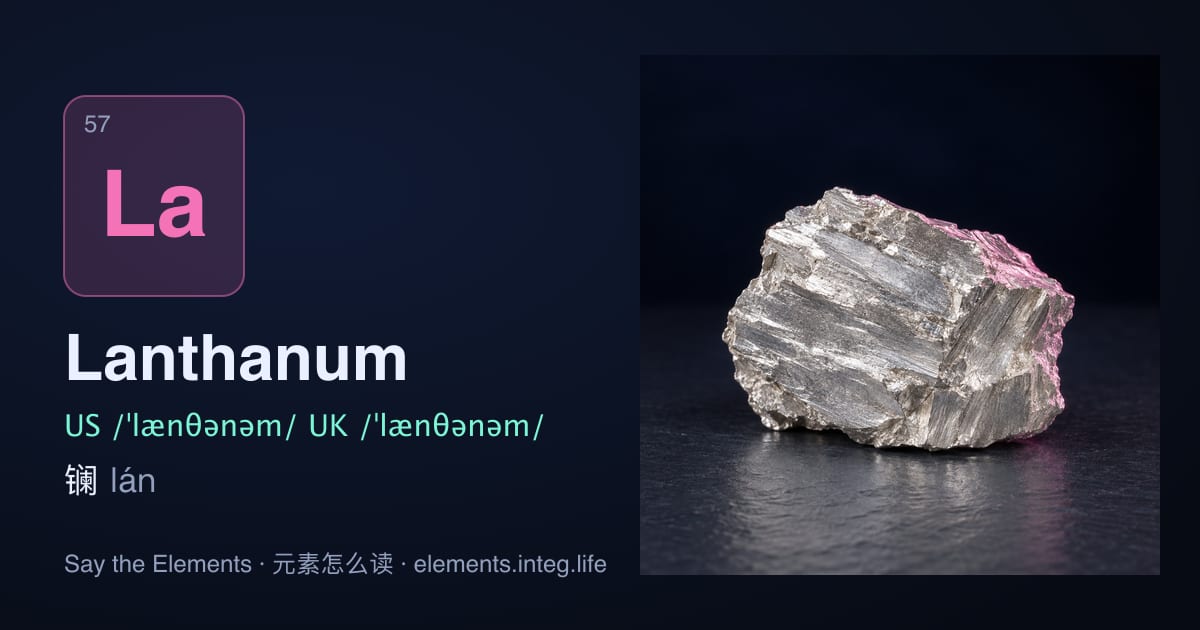 57
La
Lanthanum
US /ˈlænθənəm/ UK /ˈlænθənəm/
镧 lán
Say the Elements · 元素怎么读 · elements.integ.life